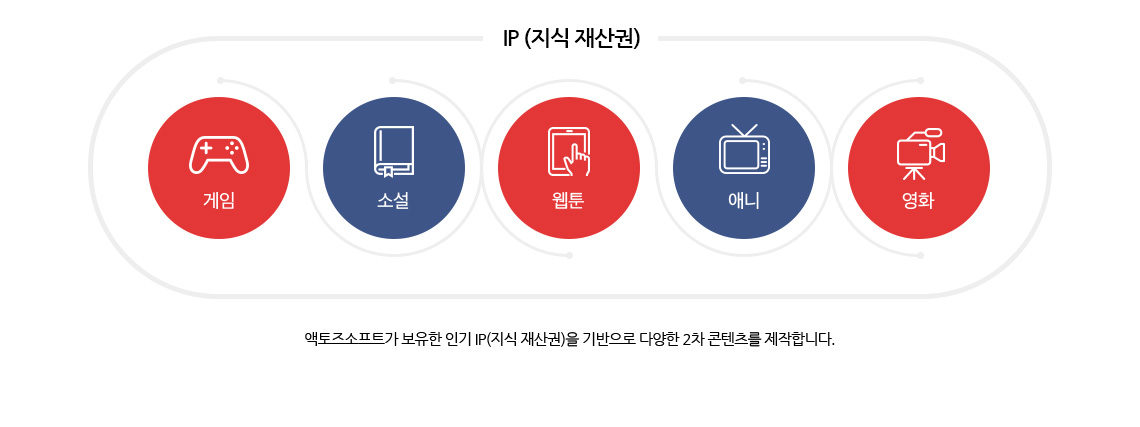 IP (지식 재산권)
게임
소설
웹툰
애니
영화
액토즈소프트가 보유한 인기 IP(지식 재산권)을 기반으로 다양한 2차 콘텐츠를 제작합니다.